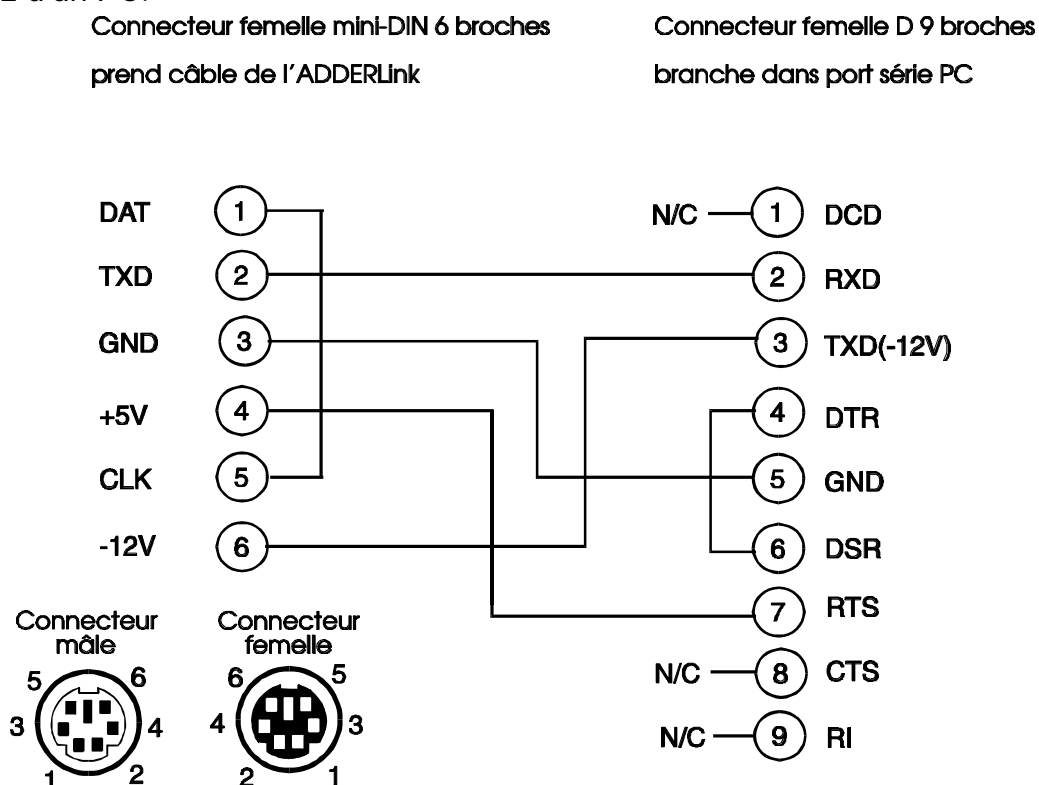 Connecteur femelle mini-DIN 6 broches
prend câble de l'ADDERLink
Connecteur femelle D 9 broches
branche dans port série PC
DAT 1
TXD 2
GND 3
+5V 4
CLK 5
-12V 6
N/C 1 DCD
2 RXD
3 TXD(-12V)
4 DTR
5 GND
6 DSR
7 RTS
N/C 8 CTS
N/C 9 RI
Connecteur
mâle
5 6
3 4
1 2
Connecteur
femelle
6 5
4 3
2 1